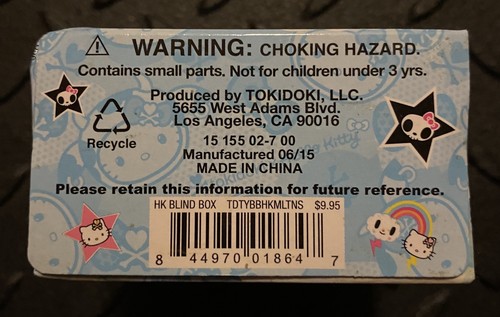 WARNING: CHOKING HAZARD.
Contains small parts. Not for children under 3 yrs.
Produced by TOKIDOKI, LLC.
5655 West Adams Blvd.
Los Angeles, CA 90016
Recycle
15 155 02-7 00
Manufactured 06/15
MADE IN CHINA
Please retain this information for future reference.
HK BLIND BOX TDTYBBHKMLTNS $9.95
8 44970 01864 7